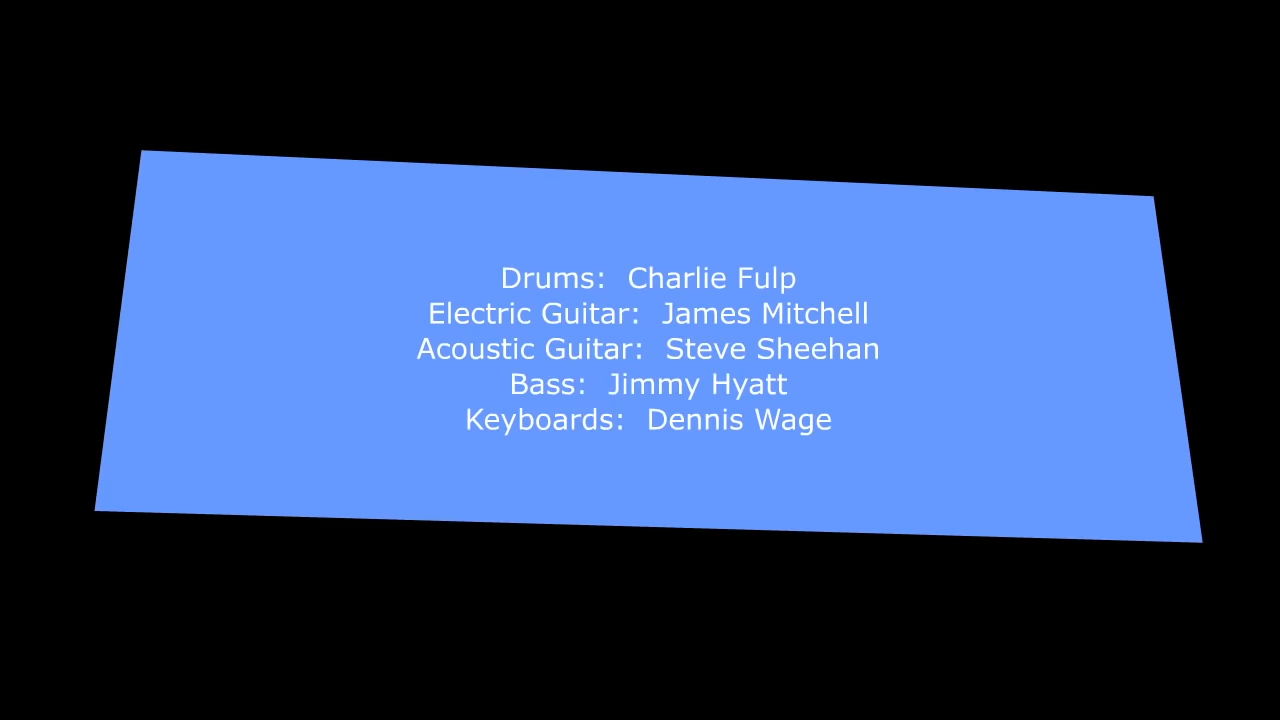 Drums:  Charlie Fulp
Electric Guitar:  James Mitchell
Acoustic Guitar:  Steve Sheehan
Bass:  Jimmy Hyatt
Keyboards:  Dennis Wage